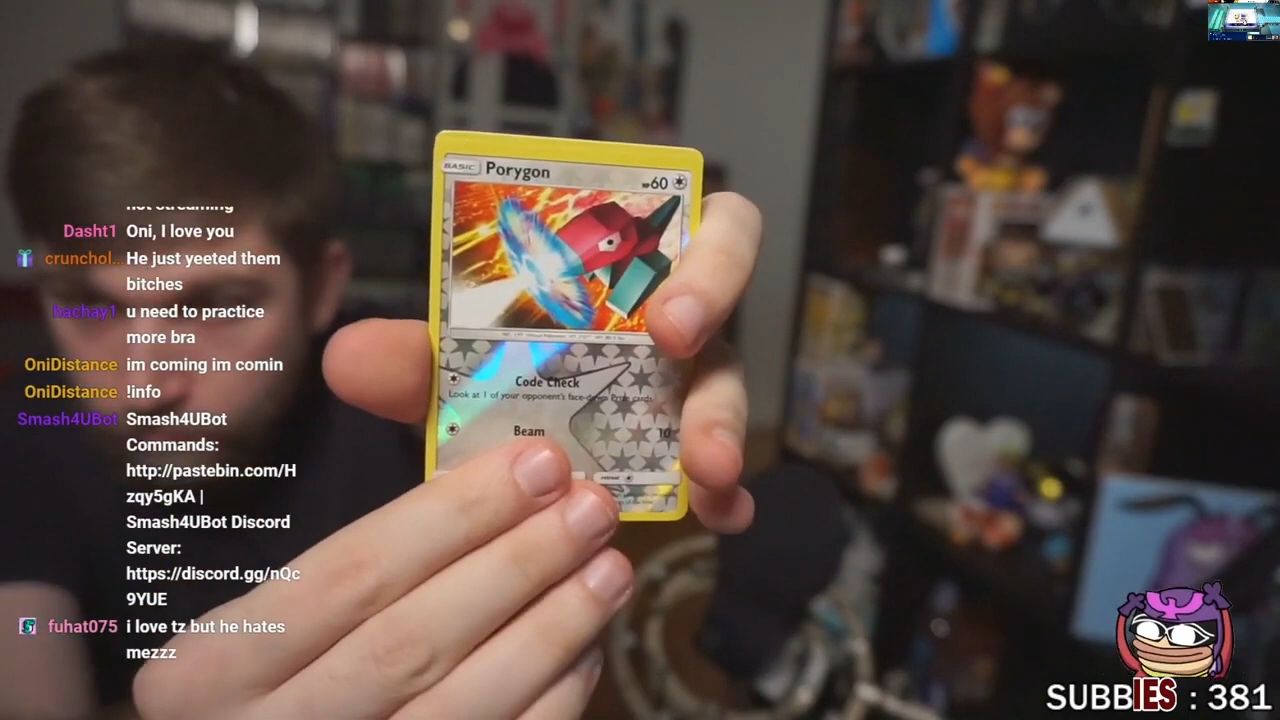 BASIC Porygon HP60
not streaming
Dasht1 Oni, I love you
crunchol... He just yeeted them
bitches
hachay1 u need to practice
more bra
OniDistance im coming im comin
OniDistance !info
Smash4UBot Smash4UBot
Commands:
http://pastebin.com/H
zqy5gKA |
Smash4UBot Discord
Server:
https://discord.gg/nQc
9YUE
fuhat075 i love tz but he hates
mezzz
Code Check
Look at 1 of your opponent's face-down Prize cards.
Beam 10
retreat
SUBBIES : 381